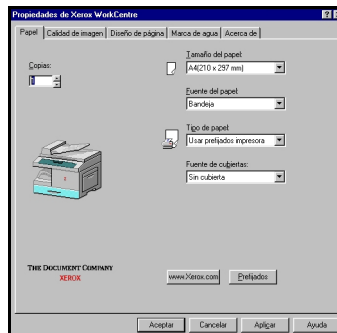 Propiedades de Xerox WorkCentre
Papel
Calidad de imagen
Diseño de página
Marca de agua
Acerca de
Copias:
1
Tamaño del papel:
A4(210 x 297 mm)
Fuente del papel:
Bandeja
Tipo de papel:
Usar prefijados impresora
Fuente de cubiertas:
Sin cubierta
THE DOCUMENT COMPANY
XEROX
www.Xerox.com
Prefijados
Aceptar
Cancelar
Aplicar
Ayuda